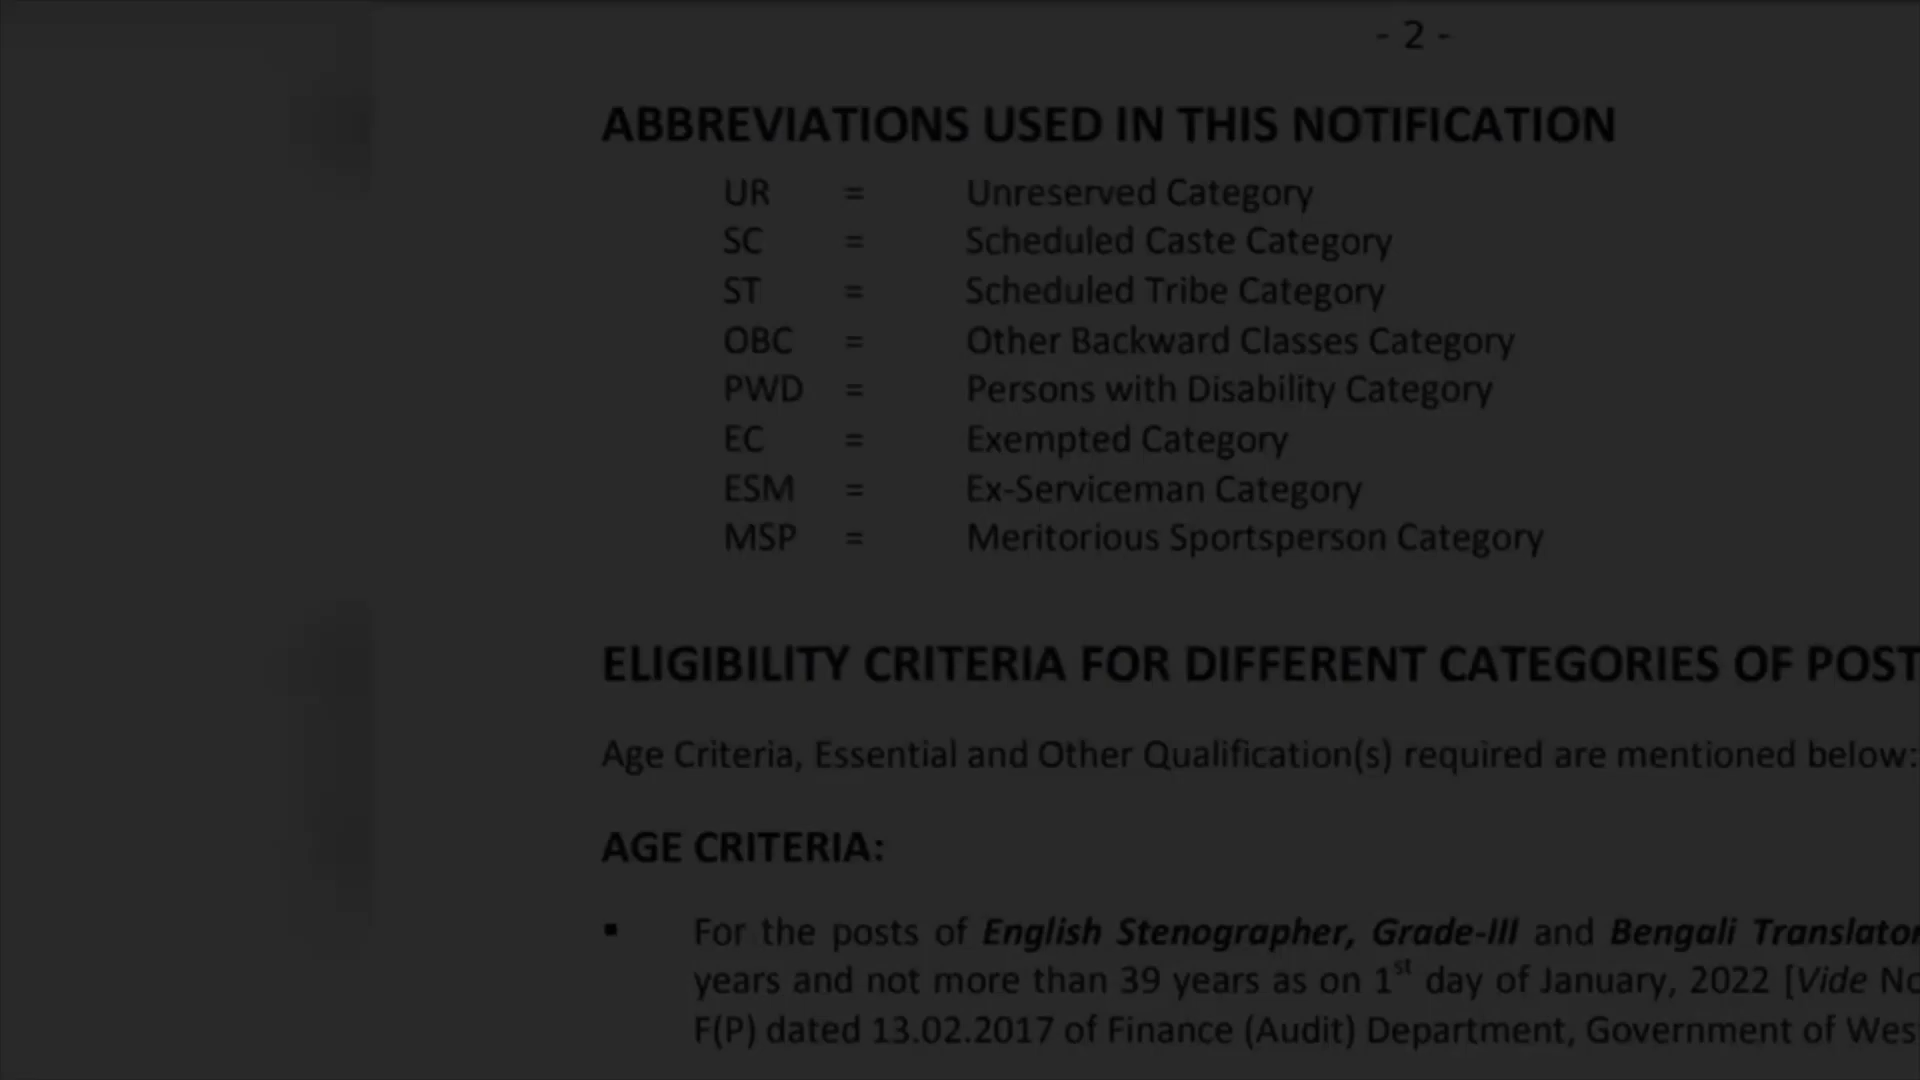 - 2 -
ABBREVIATIONS USED IN THIS NOTIFICATION
UR = Unreserved Category
SC = Scheduled Caste Category
ST = Scheduled Tribe Category
OBC = Other Backward Classes Category
PWD = Persons with Disability Category
EC = Exempted Category
ESM = Ex-Serviceman Category
MSP = Meritorious Sportsperson Category
ELIGIBILITY CRITERIA FOR DIFFERENT CATEGORIES OF POST
Age Criteria, Essential and Other Qualification(s) required are mentioned below:
AGE CRITERIA:
▪ For the posts of English Stenographer, Grade-III and Bengali Translator
years and not more than 39 years as on 1st day of January, 2022 [Vide No
F(P) dated 13.02.2017 of Finance (Audit) Department, Government of Wes